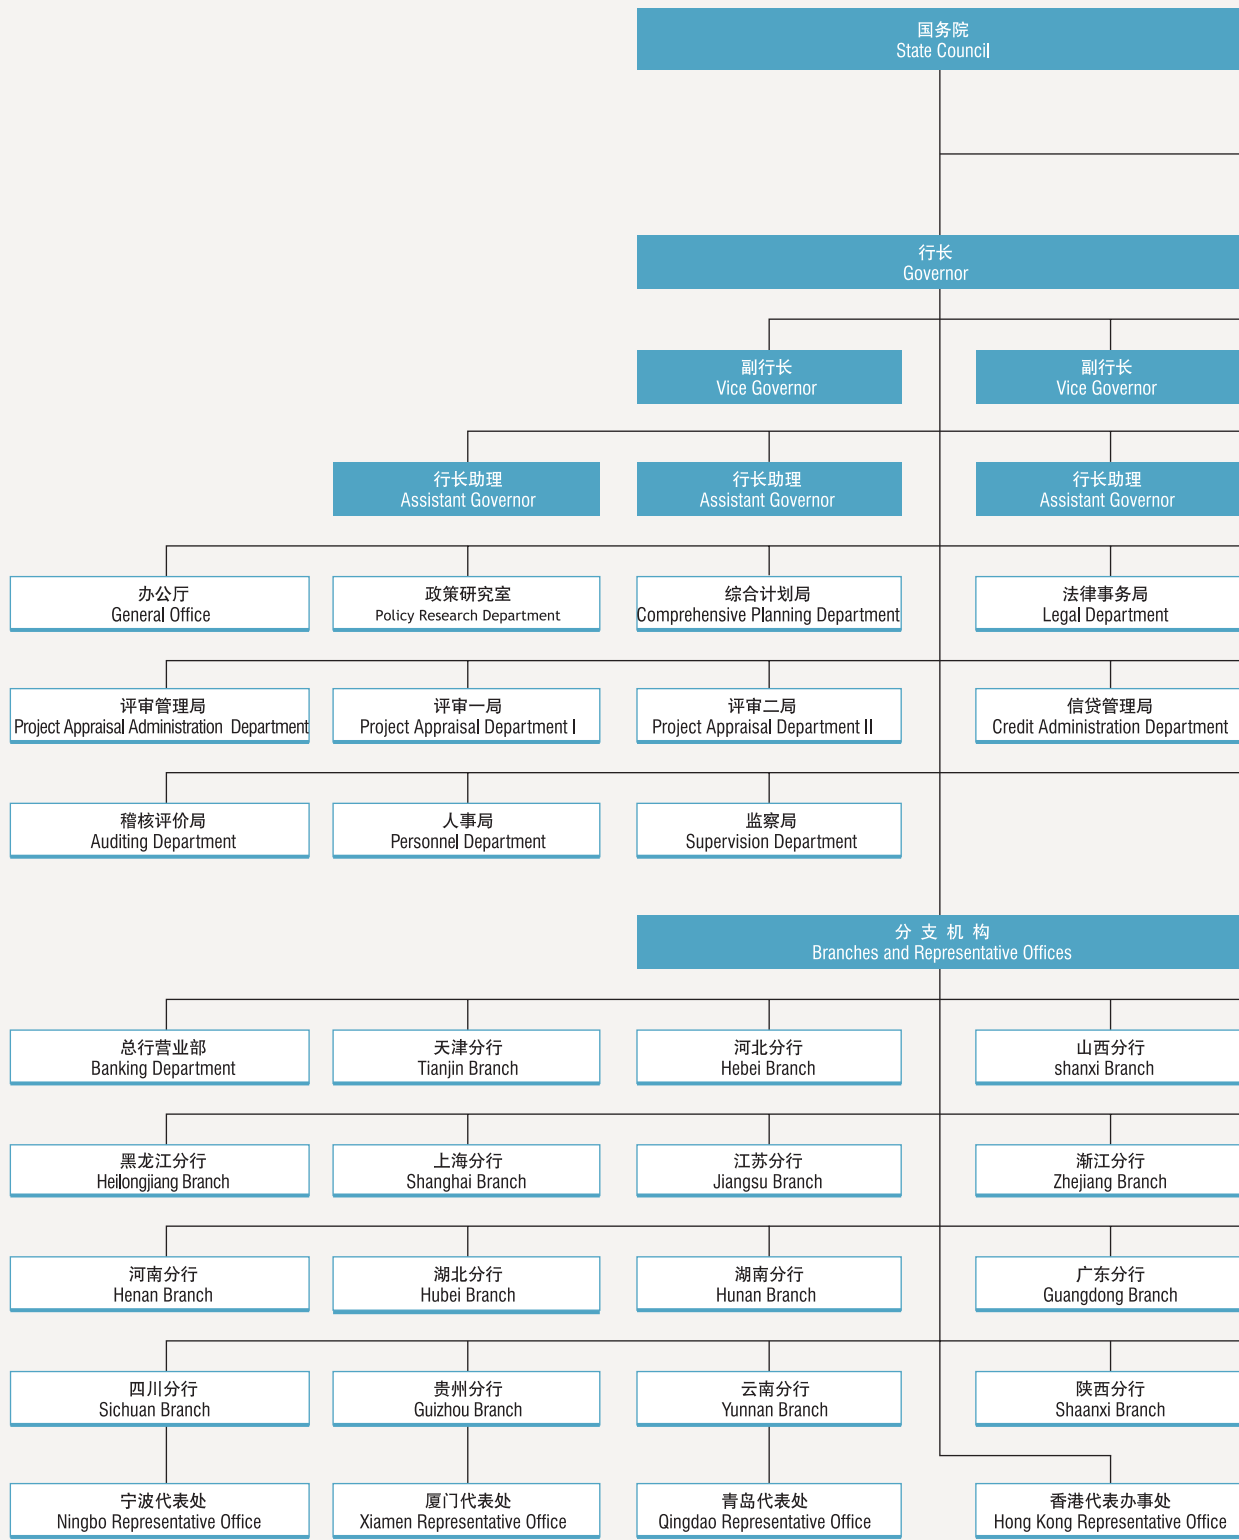 国务院
State Council
行长
Governor
副行长
Vice Governor
副行长
Vice Governor
行长助理
Assistant Governor
行长助理
Assistant Governor
行长助理
Assistant Governor
办公厅
General Office
政策研究室
Policy Research Department
综合计划局
Comprehensive Planning Department
法律事务局
Legal Department
评审管理局
Project Appraisal Administration Department
评审一局
Project Appraisal Department I
评审二局
Project Appraisal Department II
信贷管理局
Credit Administration Department
稽核评价局
Auditing Department
人事局
Personnel Department
监察局
Supervision Department
分支机构
Branches and Representative Offices
总行营业部
Banking Department
天津分行
Tianjin Branch
河北分行
Hebei Branch
山西分行
shanxi Branch
黑龙江分行
Heilongjiang Branch
上海分行
Shanghai Branch
江苏分行
Jiangsu Branch
渐江分行
Zhejiang Branch
河南分行
Henan Branch
湖北分行
Hubei Branch
湖南分行
Hunan Branch
广东分行
Guangdong Branch
四川分行
Sichuan Branch
贵州分行
Guizhou Branch
云南分行
Yunnan Branch
陕西分行
Shaanxi Branch
宁波代表处
Ningbo Representative Office
厦门代表处
Xiamen Representative Office
青岛代表处
Qingdao Representative Office
香港代表办事处
Hong Kong Representative Office